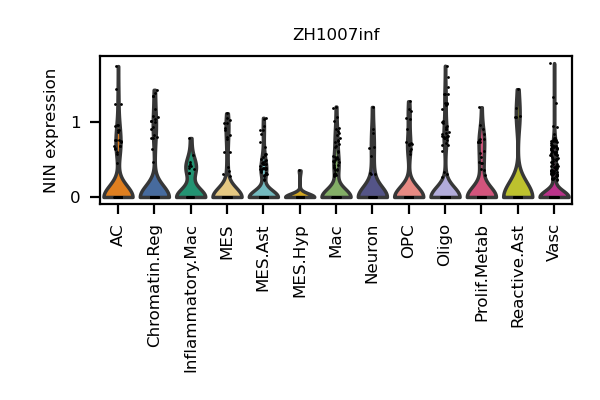 ZH1007inf
NIN expression
1
0
AC
Chromatin.Reg
Inflammatory.Mac
MES
MES.Ast
MES.Hyp
Mac
Neuron
OPC
Oligo
Prolif.Metab
Reactive.Ast
Vasc